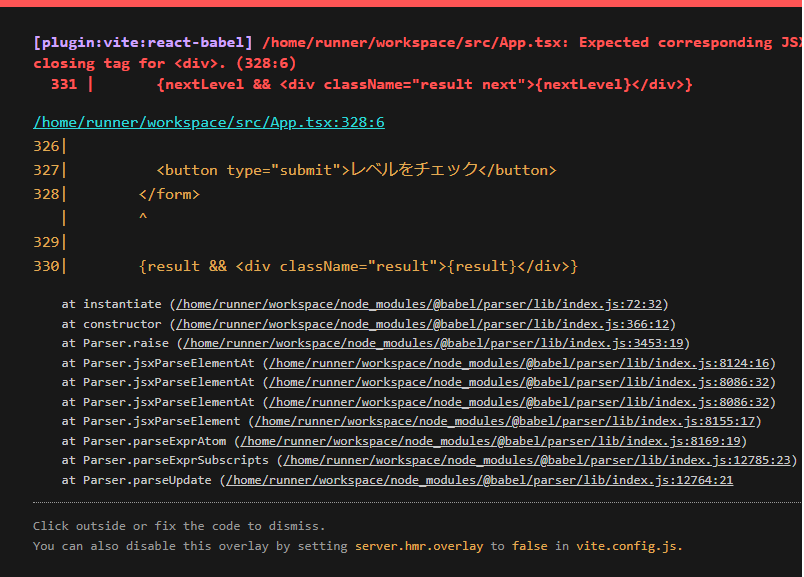 [plugin:vite:react-babel] /home/runner/workspace/src/App.tsx: Expected corresponding JSX
closing tag for <div>. (328:6)
331 |       {nextLevel && <div className="result next">{nextLevel}</div>}
/home/runner/workspace/src/App.tsx:328:6
326|
327|          <button type="submit">レベルをチェック</button>
328|        </form>
   |        ^
329|
330|        {result && <div className="result">{result}</div>}
at instantiate (/home/runner/workspace/node_modules/@babel/parser/lib/index.js:72:32)
at constructor (/home/runner/workspace/node_modules/@babel/parser/lib/index.js:366:12)
at Parser.raise (/home/runner/workspace/node_modules/@babel/parser/lib/index.js:3453:19)
at Parser.jsxParseElementAt (/home/runner/workspace/node_modules/@babel/parser/lib/index.js:8124:16)
at Parser.jsxParseElementAt (/home/runner/workspace/node_modules/@babel/parser/lib/index.js:8086:32)
at Parser.jsxParseElementAt (/home/runner/workspace/node_modules/@babel/parser/lib/index.js:8086:32)
at Parser.jsxParseElement (/home/runner/workspace/node_modules/@babel/parser/lib/index.js:8155:17)
at Parser.parseExprAtom (/home/runner/workspace/node_modules/@babel/parser/lib/index.js:8169:19)
at Parser.parseExprSubscripts (/home/runner/workspace/node_modules/@babel/parser/lib/index.js:12785:23)
at Parser.parseUpdate (/home/runner/workspace/node_modules/@babel/parser/lib/index.js:12764:21
Click outside or fix the code to dismiss.
You can also disable this overlay by setting server.hmr.overlay to false in vite.config.js.